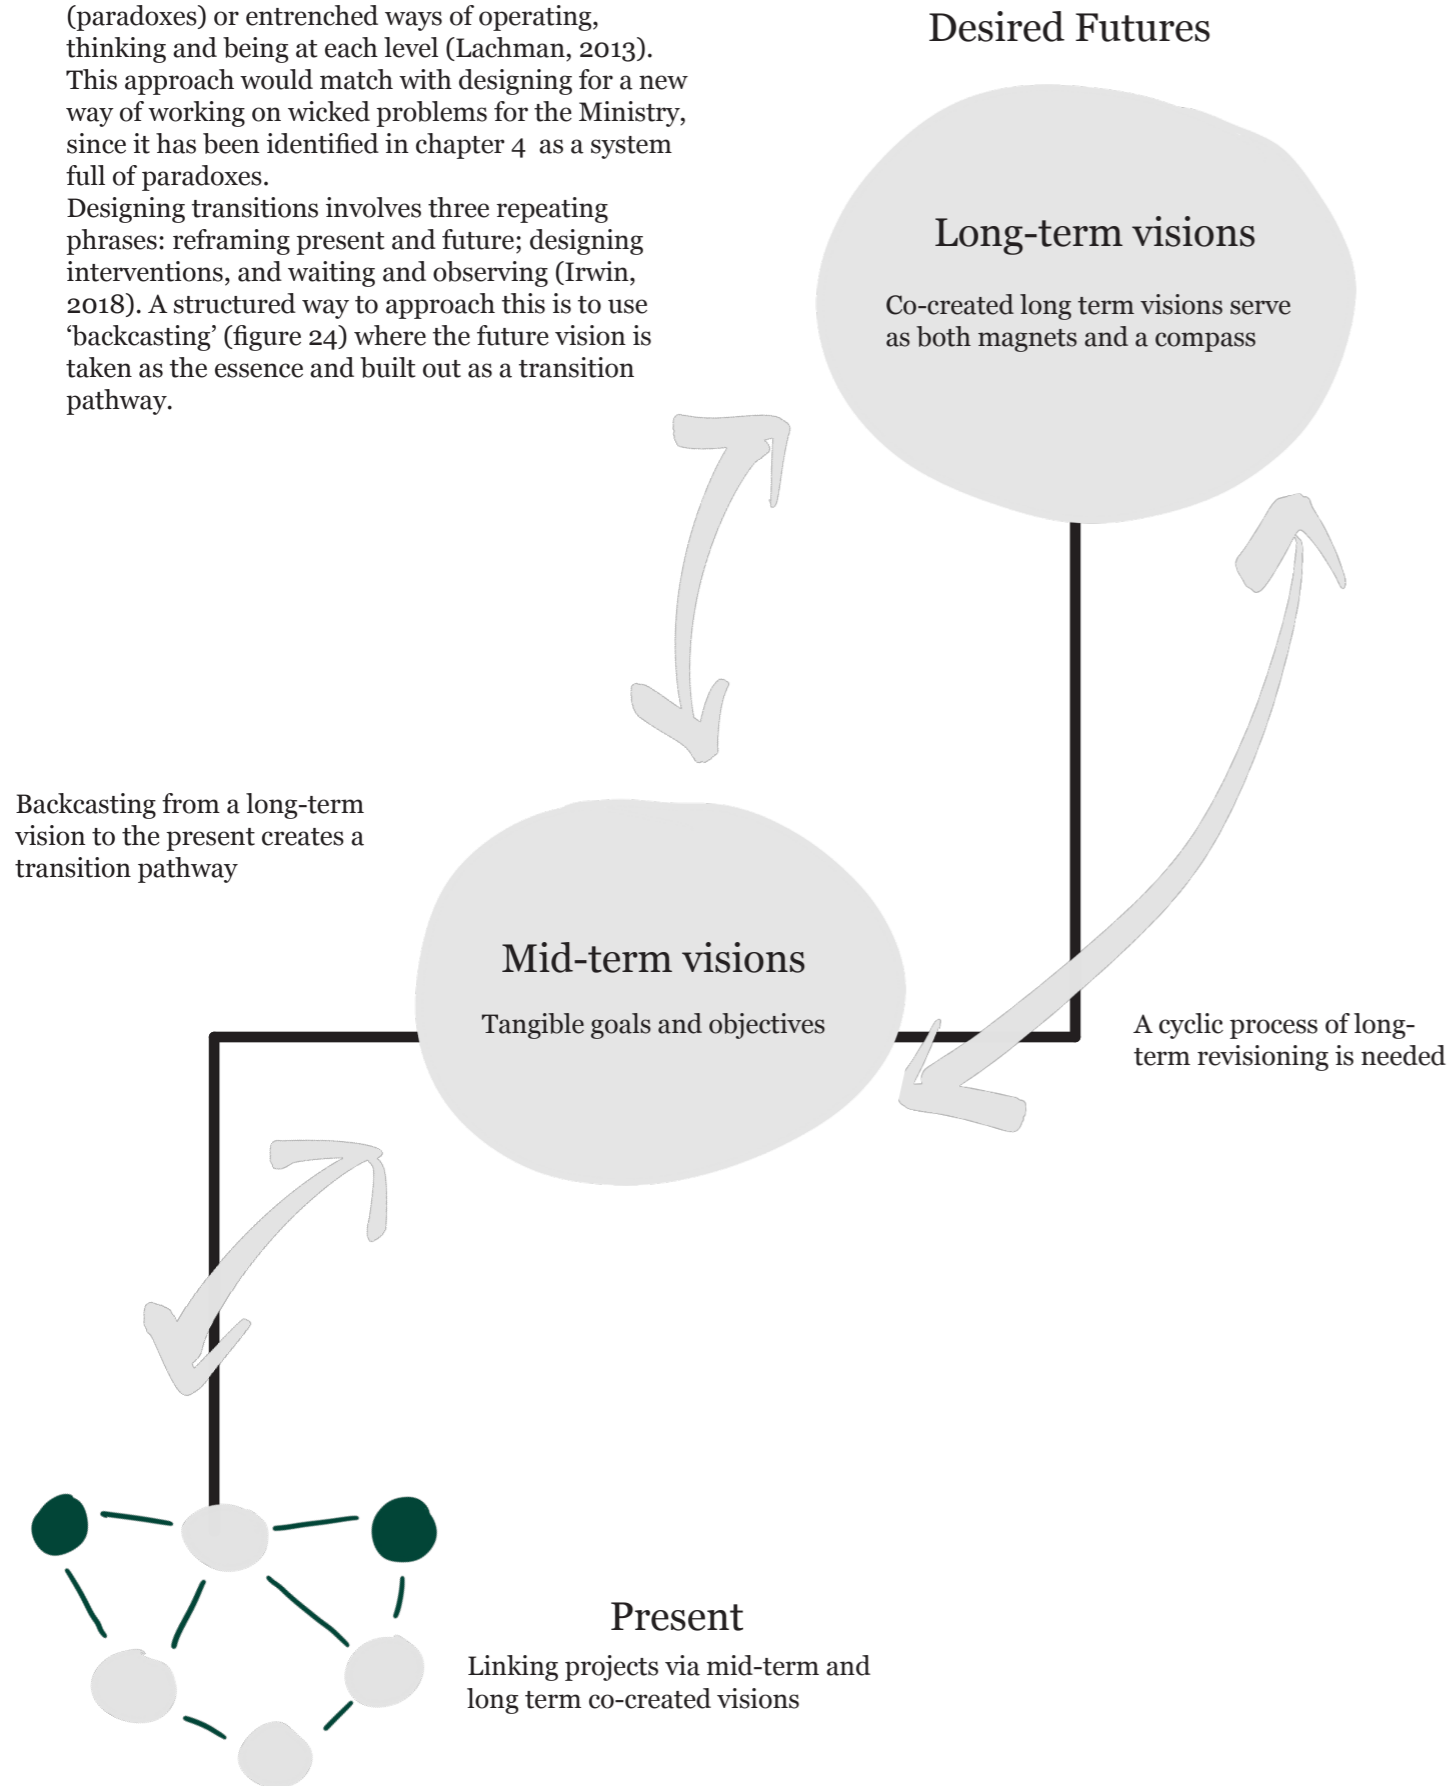 (paradoxes) or entrenched ways of operating,
thinking and being at each level (Lachman, 2013).
This approach would match with designing for a new
way of working on wicked problems for the Ministry,
since it has been identified in chapter 4  as a system
full of paradoxes.
Designing transitions involves three repeating
phrases: reframing present and future; designing
interventions, and waiting and observing (Irwin,
2018). A structured way to approach this is to use
‘backcasting’ (figure 24) where the future vision is
taken as the essence and built out as a transition
pathway.
Desired Futures
Long-term visions
Co-created long term visions serve
as both magnets and a compass
Backcasting from a long-term
vision to the present creates a
transition pathway
Mid-term visions
Tangible goals and objectives
A cyclic process of long-
term revisioning is needed
Present
Linking projects via mid-term and
long term co-created visions